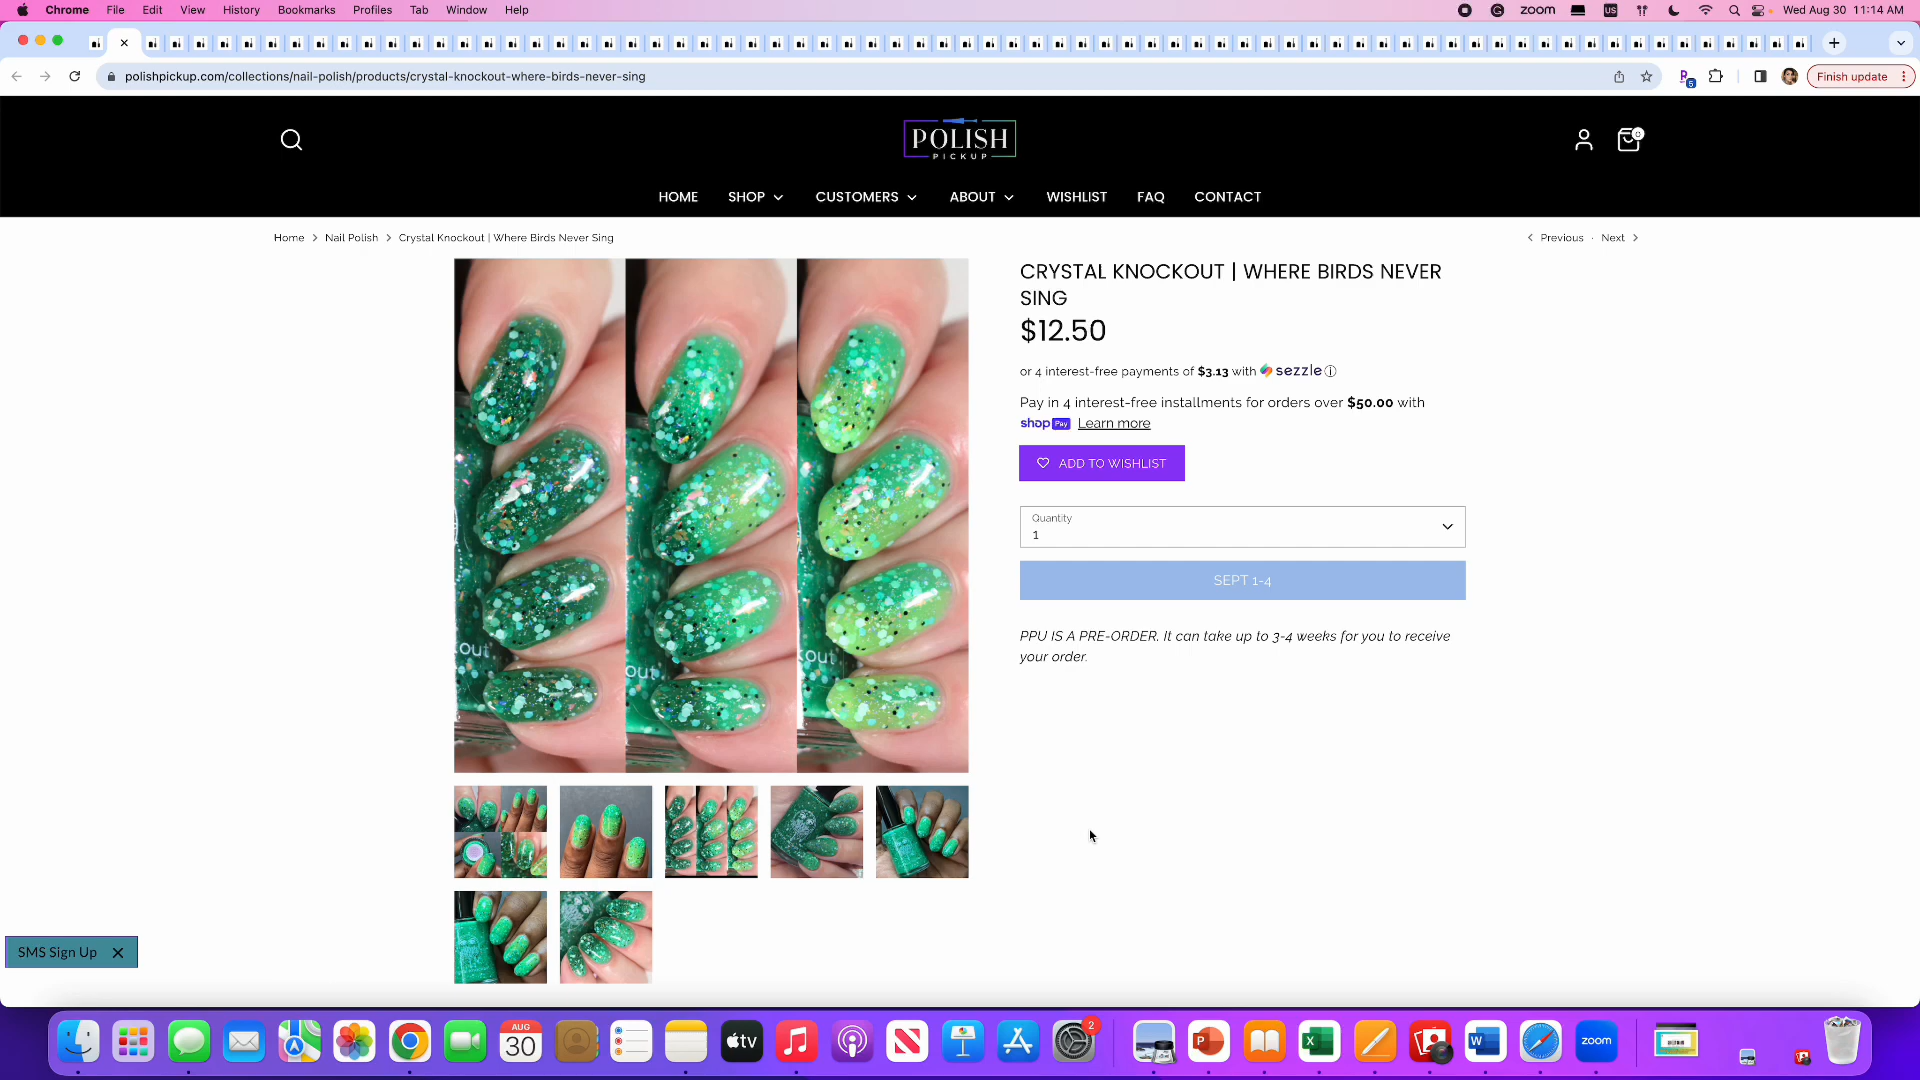 Chrome File Edit View History Bookmarks Profiles Tab Window Help
zoom US Wed Aug 30 11:14 AM
polishpickup.com/collections/nail-polish/products/crystal-knockout-where-birds-never-sing
5
Finish update
POLISH
PICKUP
0
HOME SHOP CUSTOMERS ABOUT WISHLIST FAQ CONTACT
Home > Nail Polish > Crystal Knockout | Where Birds Never Sing
< Previous · Next >
CRYSTAL KNOCKOUT | WHERE BIRDS NEVER
SING
$12.50
or 4 interest-free payments of $3.13 with sezzle
Pay in 4 interest-free installments for orders over $50.00 with
shop Pay Learn more
ADD TO WISHLIST
Quantity
1
SEPT 1-4
PPU IS A PRE-ORDER. It can take up to 3-4 weeks for you to receive
your order.
SMS Sign Up
AUG
30
tv
2
P
X
W
zoom